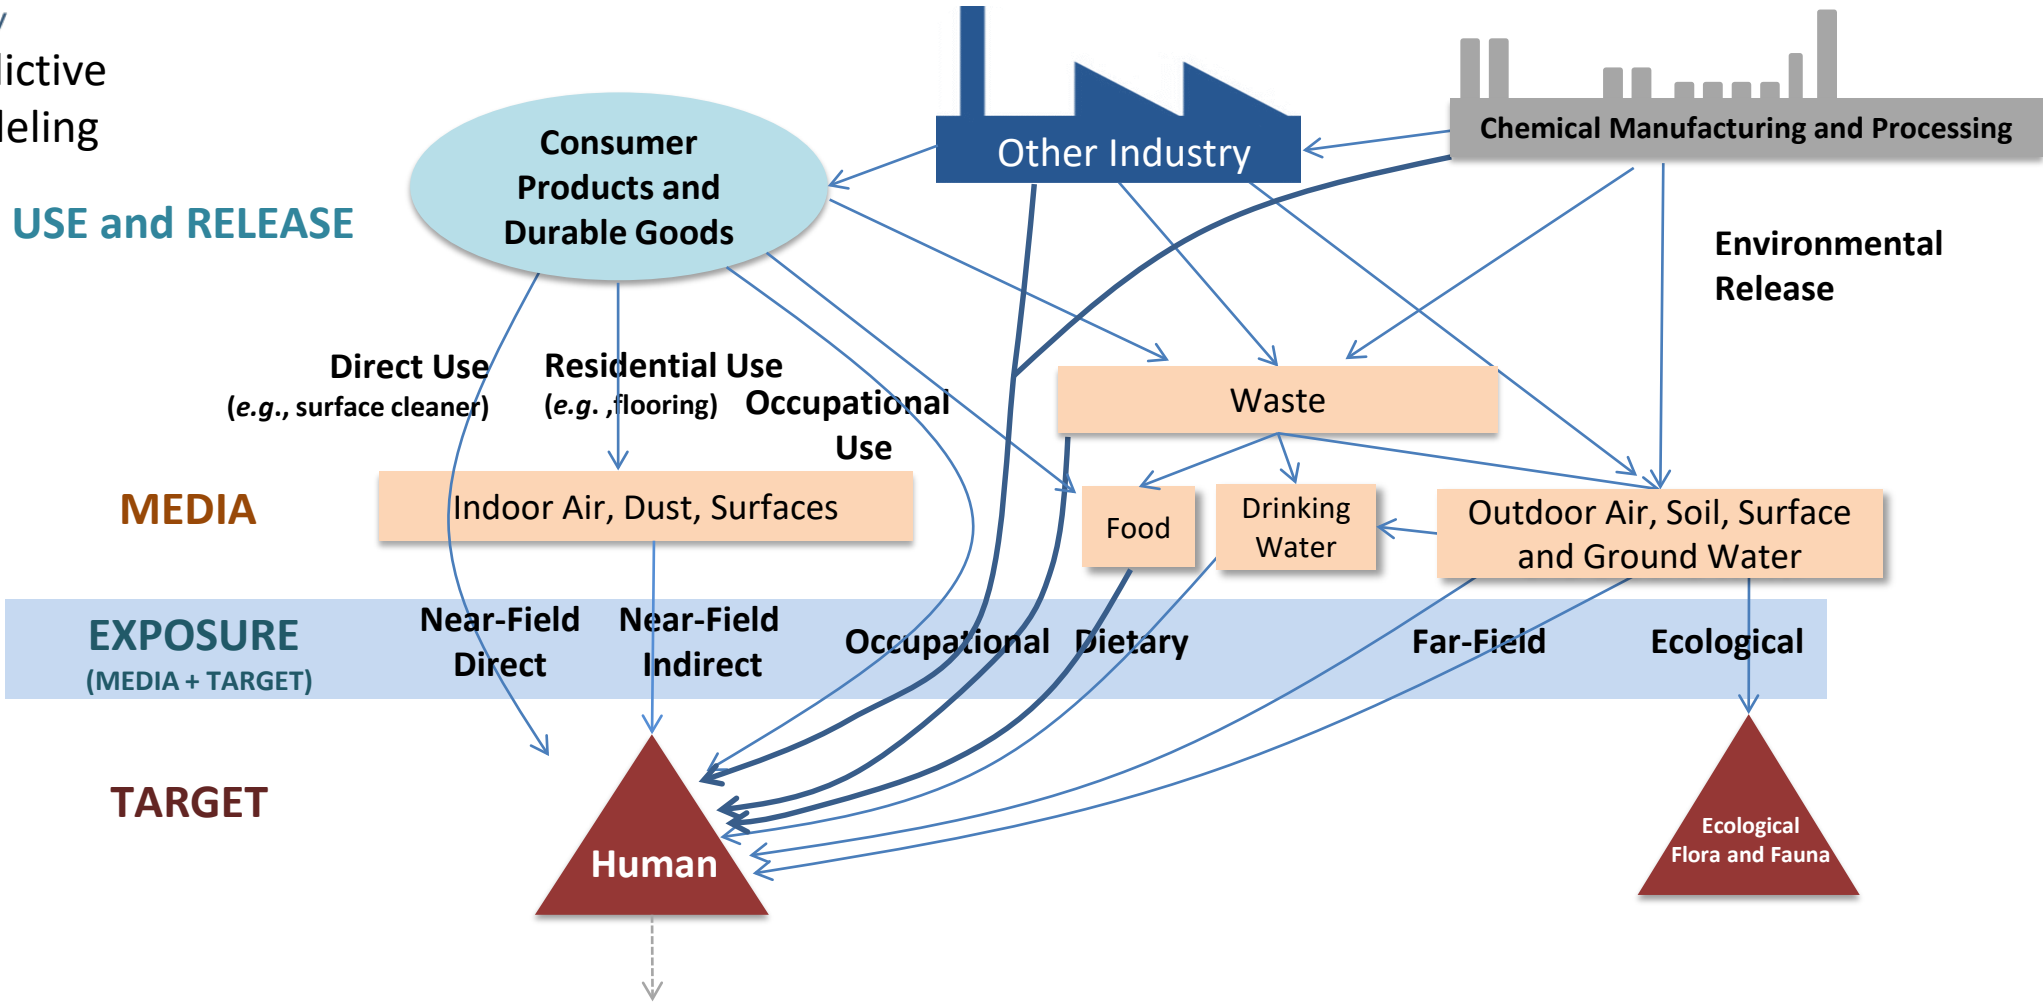 Consumer
Products and
Durable Goods
Other Industry
Chemical Manufacturing and Processing
USE and RELEASE
Environmental
Release
Direct Use
(e.g., surface cleaner)
Residential Use
(e.g. ,flooring)
Occupational
Use
Waste
MEDIA
Indoor Air, Dust, Surfaces
Food
Drinking
Water
Outdoor Air, Soil, Surface
and Ground Water
EXPOSURE
(MEDIA + TARGET)
Near-Field
Direct
Near-Field
Indirect
Occupational
Dietary
Far-Field
Ecological
TARGET
Human
Ecological
Flora and Fauna